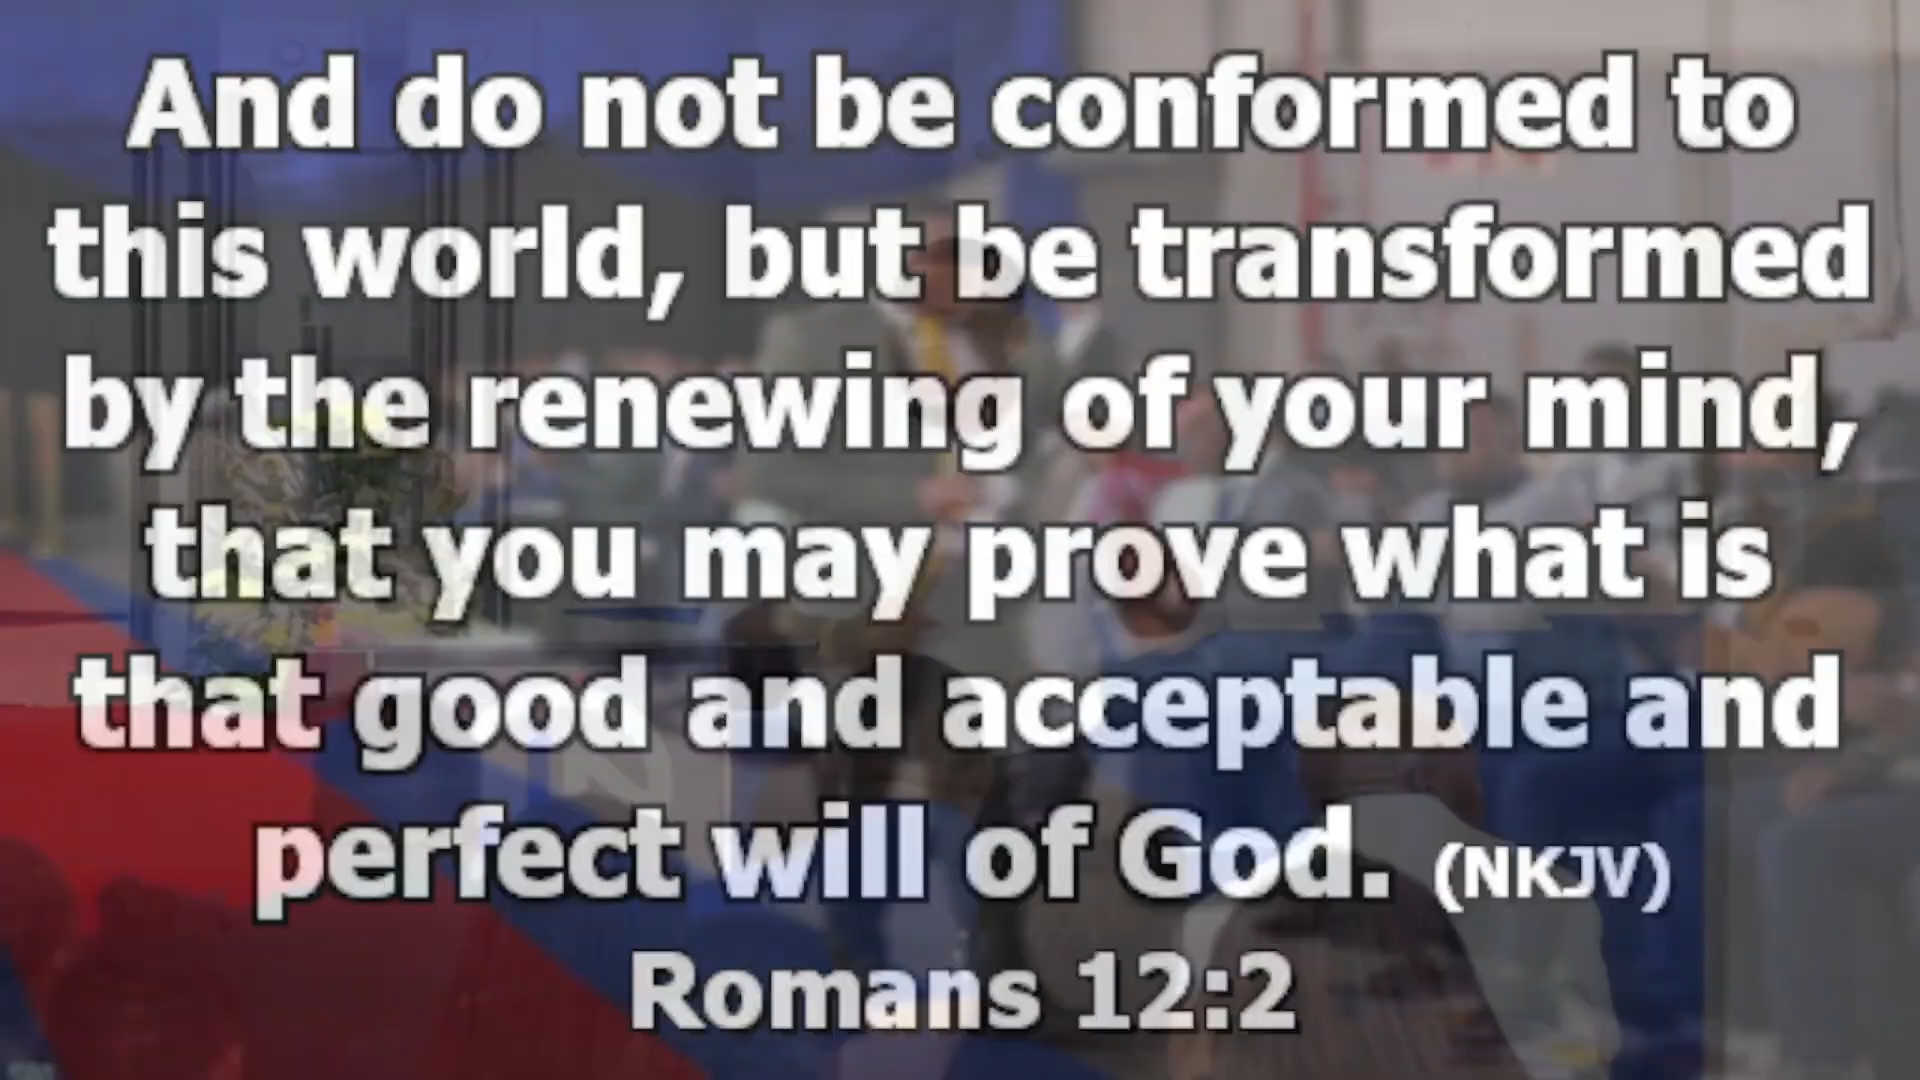 And do not be conformed to
this world, but be transformed
by the renewing of your mind,
that you may prove what is
that good and acceptable and
perfect will of God. (NKJV)
Romans 12:2